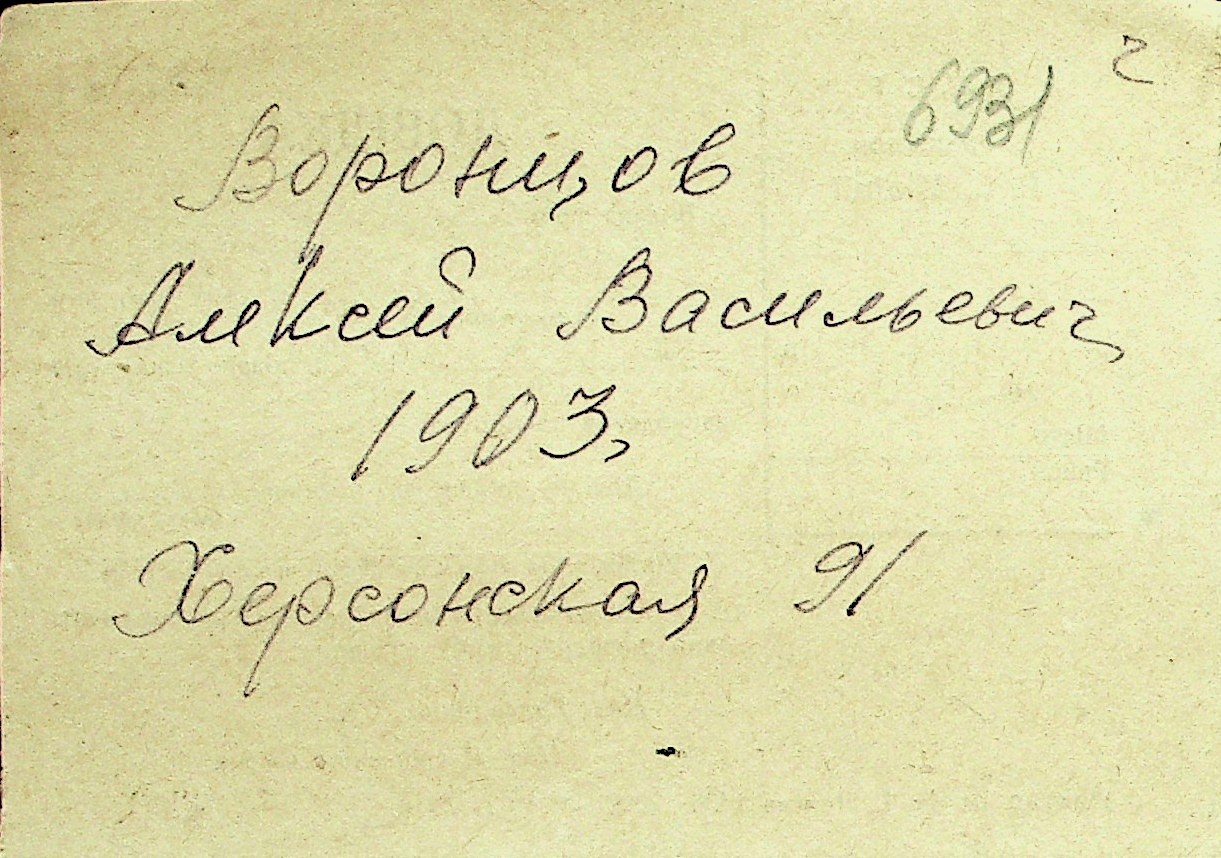 6931 ч
Воронцов
Алексей Васильевич
1903,
Херсонская 91